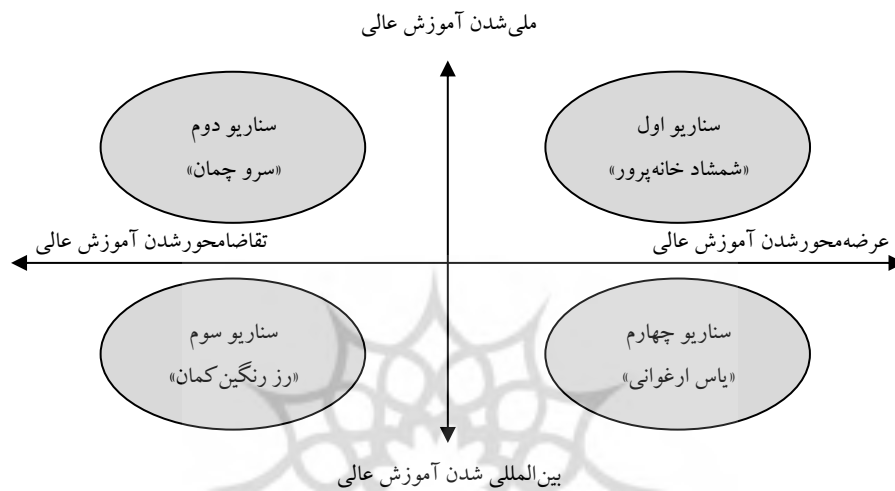 ملی‌شدن آموزش عالی
سناریو اول
«شمشاد خانه‌پرور»
سناریو دوم
«سرو چمان»
عرضه‌محورشدن آموزش عالی
تقاضامحورشدن آموزش عالی
سناریو چهارم
«یاس ارغوانی»
سناریو سوم
«رز رنگین‌کمان»
بین‌المللی شدن آموزش عالی